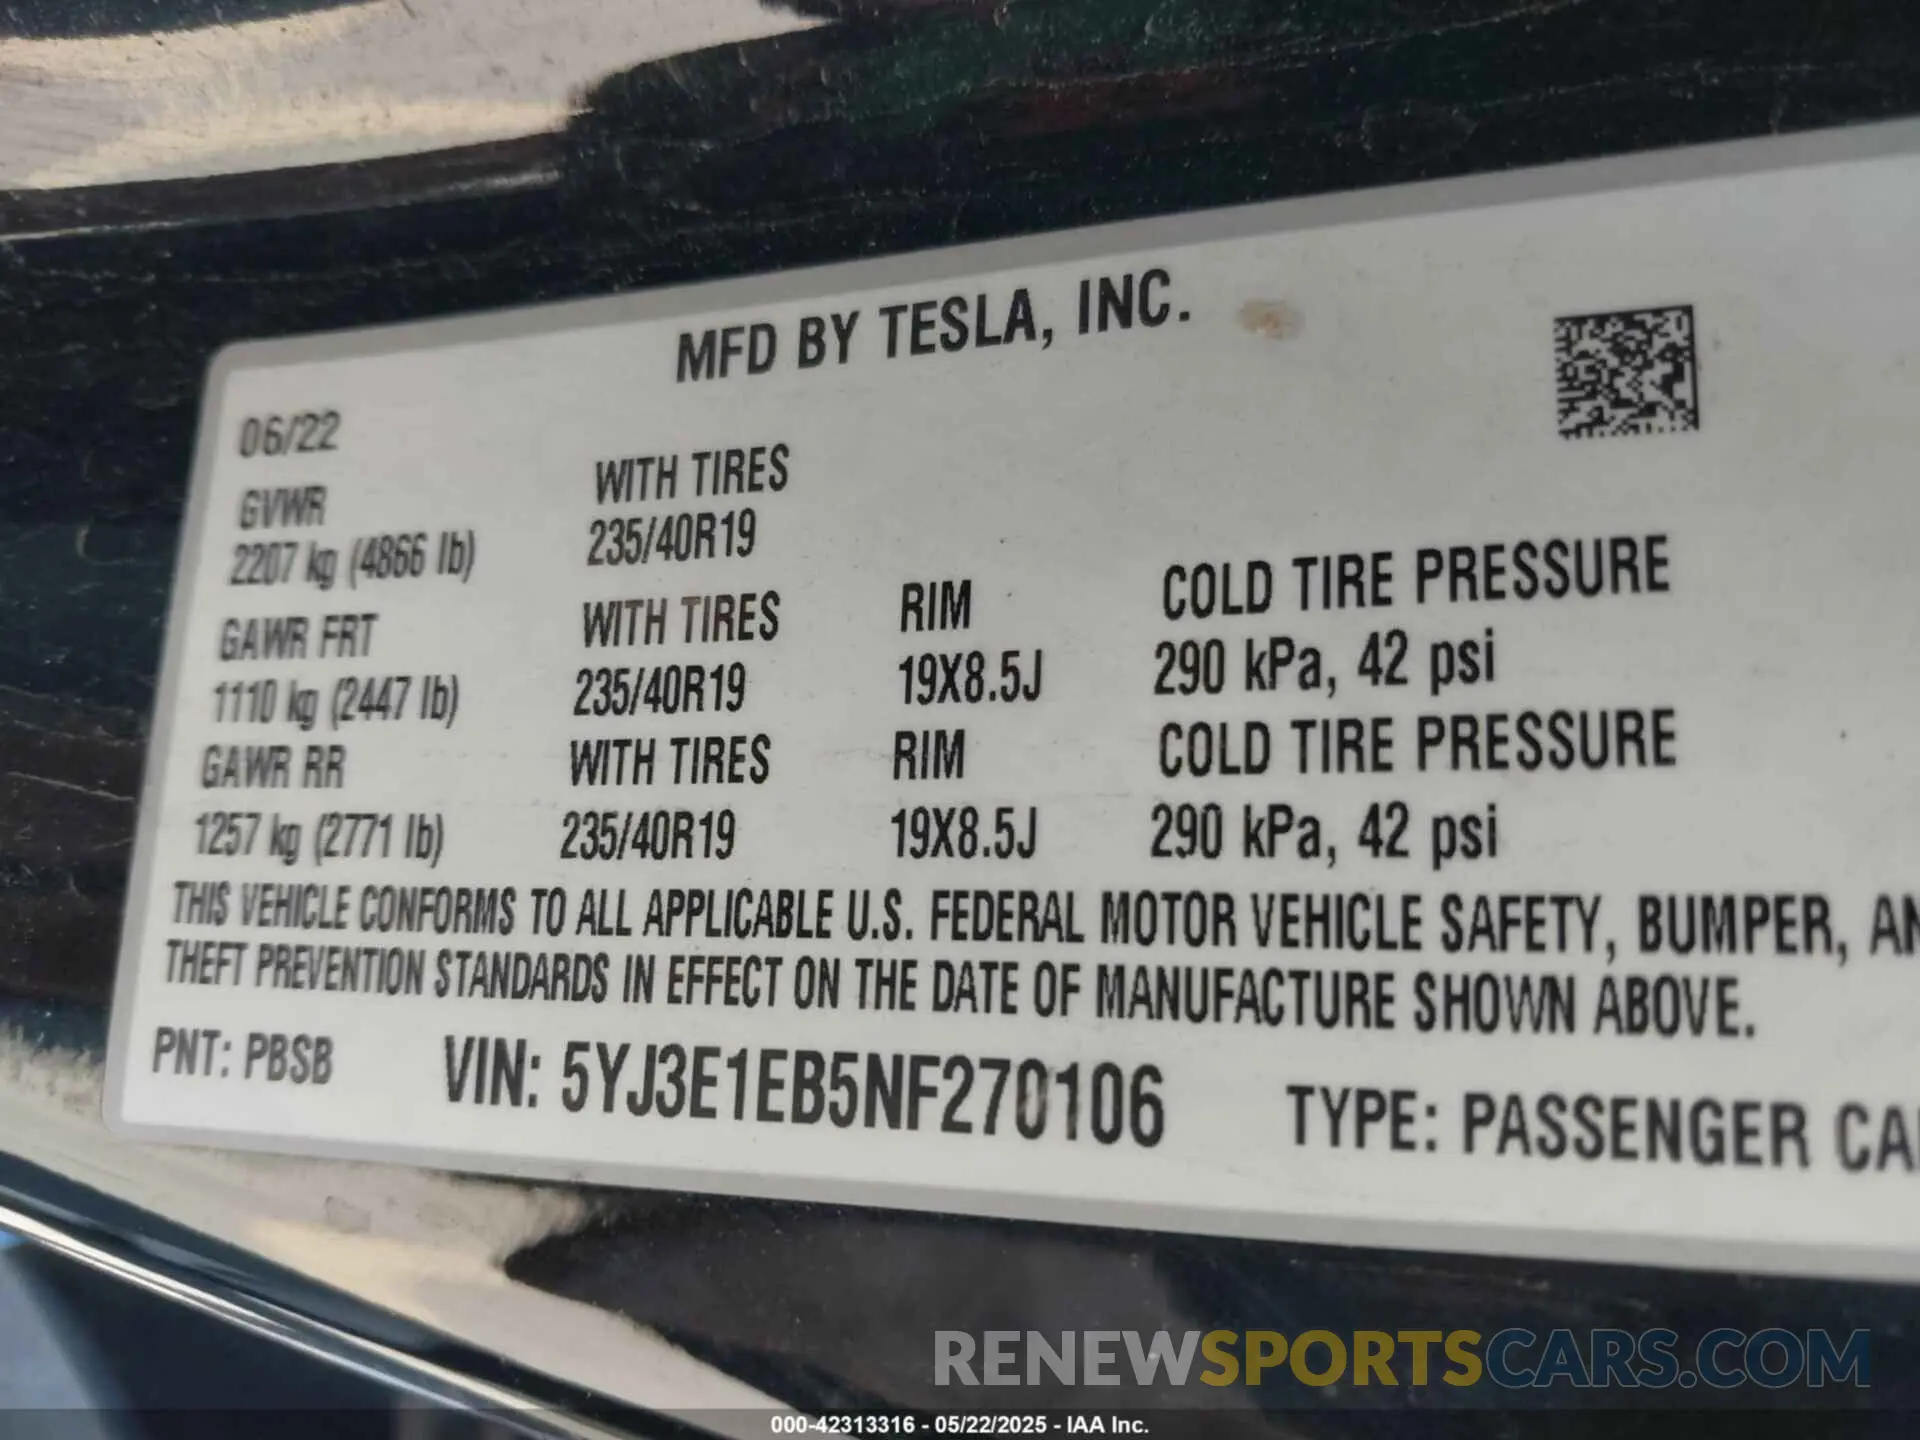 MFD BY TESLA, INC.
06/22
GVWR WITH TIRES
2207 kg (4866 lb) 235/40R19
GAWR FRT WITH TIRES RIM COLD TIRE PRESSURE
1110 kg (2447 lb) 235/40R19 19X8.5J 290 kPa, 42 psi
GAWR RR WITH TIRES RIM COLD TIRE PRESSURE
1257 kg (2771 lb) 235/40R19 19X8.5J 290 kPa, 42 psi
THIS VEHICLE CONFORMS TO ALL APPLICABLE U.S. FEDERAL MOTOR VEHICLE SAFETY, BUMPER, AN
THEFT PREVENTION STANDARDS IN EFFECT ON THE DATE OF MANUFACTURE SHOWN ABOVE.
PNT: PBSB VIN: 5YJ3E1EB5NF270106 TYPE: PASSENGER CA
RENEWSPORTSCARS.COM
000-42313316 - 05/22/2025 - IAA Inc.